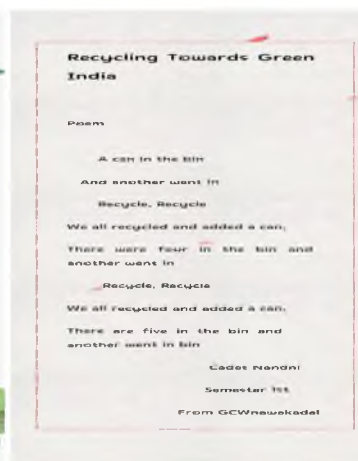 Recycling Towards Green
India
Poem
A can in the bin
And another went in
Recycle, Recycle
We all recycled and added a can,
There were four in the bin and
another went in
Recycle, Recycle
We all recycled and added a can,
There are five in the bin and
another went in bin
Cadet Nandni
Semester 1st
From GCWnawakadal